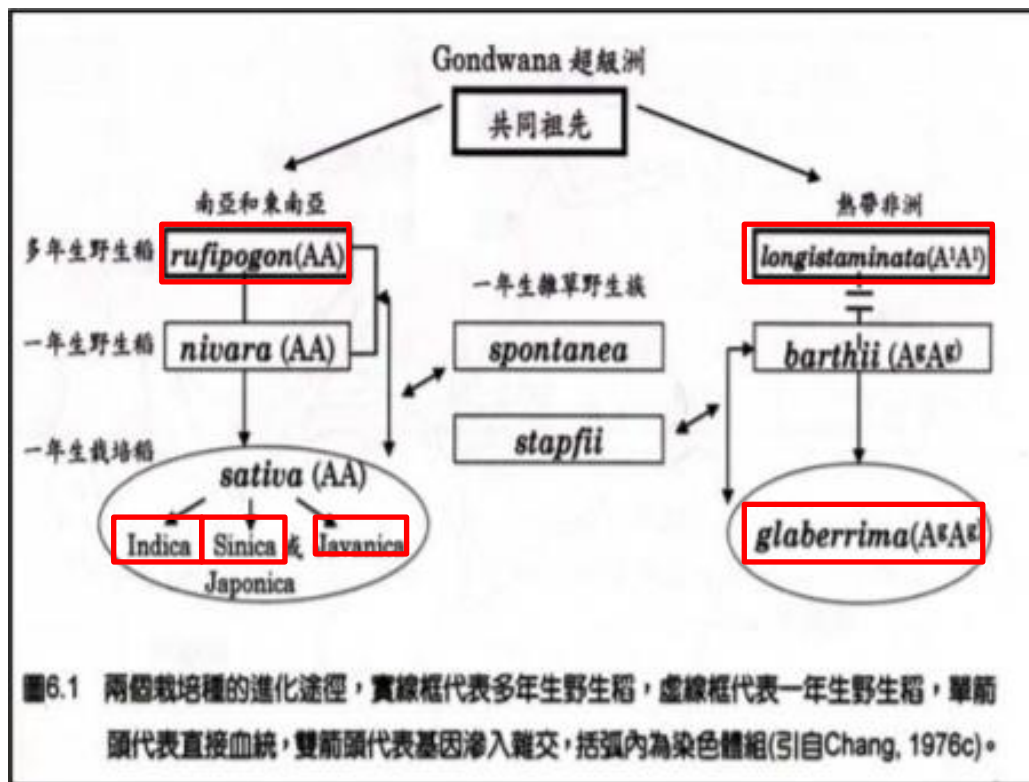 Gondwana 超級洲
共同祖先
南亞和東南亞
熱帶非洲
多年生野生稻
rufipogon(AA)
longistaminata(A¹A¹)
一年生雜草野生族
一年生野生稻
nivara (AA)
spontanea
barthii (AᵍAᵍ)
stapfii
一年生栽培稻
sativa (AA)
Indica Sinica 或 Javanica
Japonica
glaberrima(AᵍAᵍ)
圖6.1 兩個栽培種的進化途徑，實線框代表多年生野生稻，虛線框代表一年生野生稻，單箭
頭代表直接血統，雙箭頭代表基因滲入雜交，括弧內為染色體組(引自Chang, 1976c)。